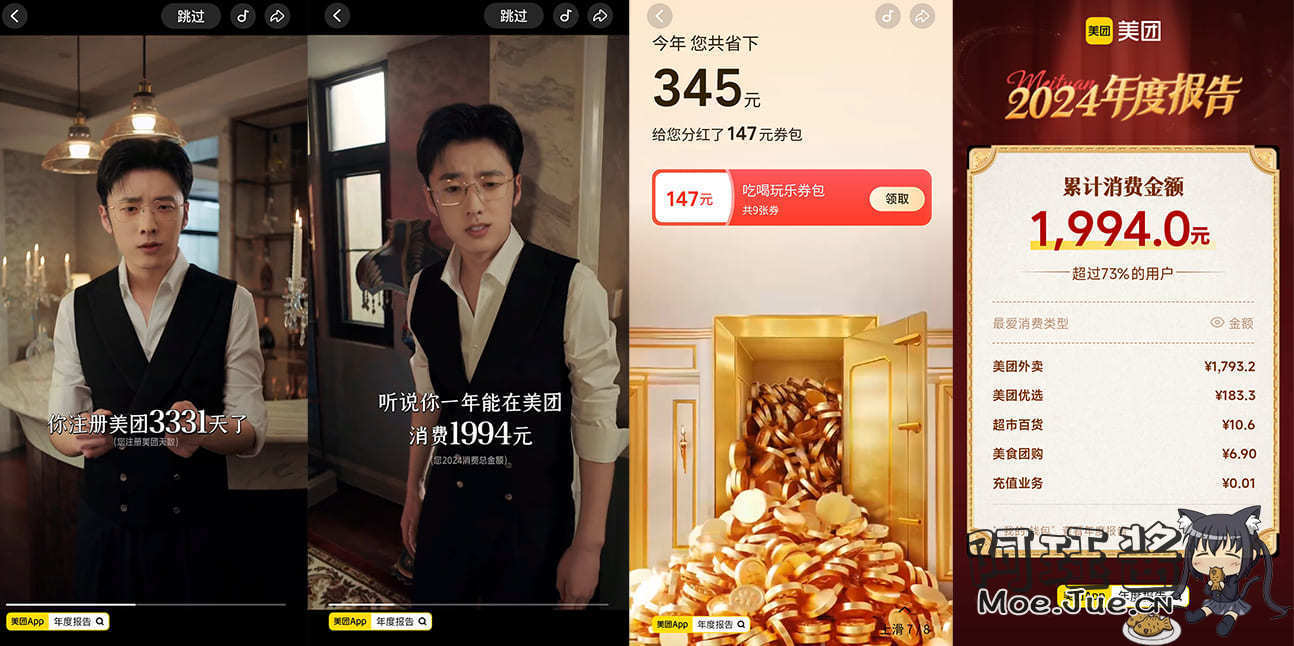 跳过
你注册美团3331天了
(您注册美团天数)
美团App 年度报告
跳过
听说你一年能在美团
消费1994元
(您2024消费总金额)
美团App 年度报告
今年 您共省下
345元
给您分红了147元券包
147元
吃喝玩乐券包
共9张券
领取
美团App 年度报告
上滑 7/8
美团 美团
Meituan
2024年度报告
累计消费金额
1,994.0元
超过73%的用户
最爱消费类型 金额
美团外卖 ¥1,793.2
美团优选 ¥183.3
超市百货 ¥10.6
美食团购 ¥6.90
充值业务 ¥0.01
Moe.Jue.cn